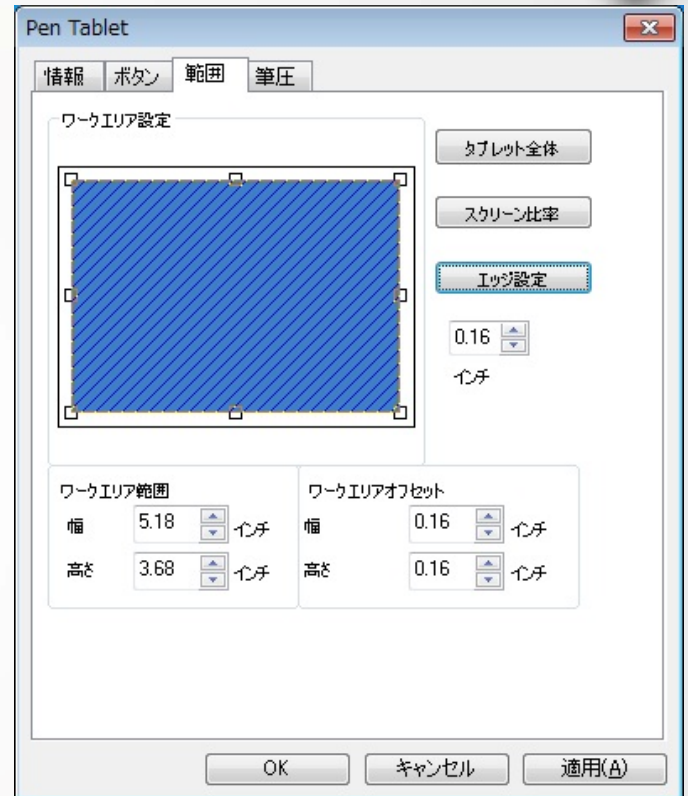 Pen Tablet
情報 ボタン 範囲 筆圧
ワークエリア設定
タブレット全体
スクリーン比率
エッジ設定
0.16
インチ
ワークエリア範囲 ワークエリアオフセット
幅 5.18 インチ 幅 0.16 インチ
高さ 3.68 インチ 高さ 0.16 インチ
OK キャンセル 適用(A)